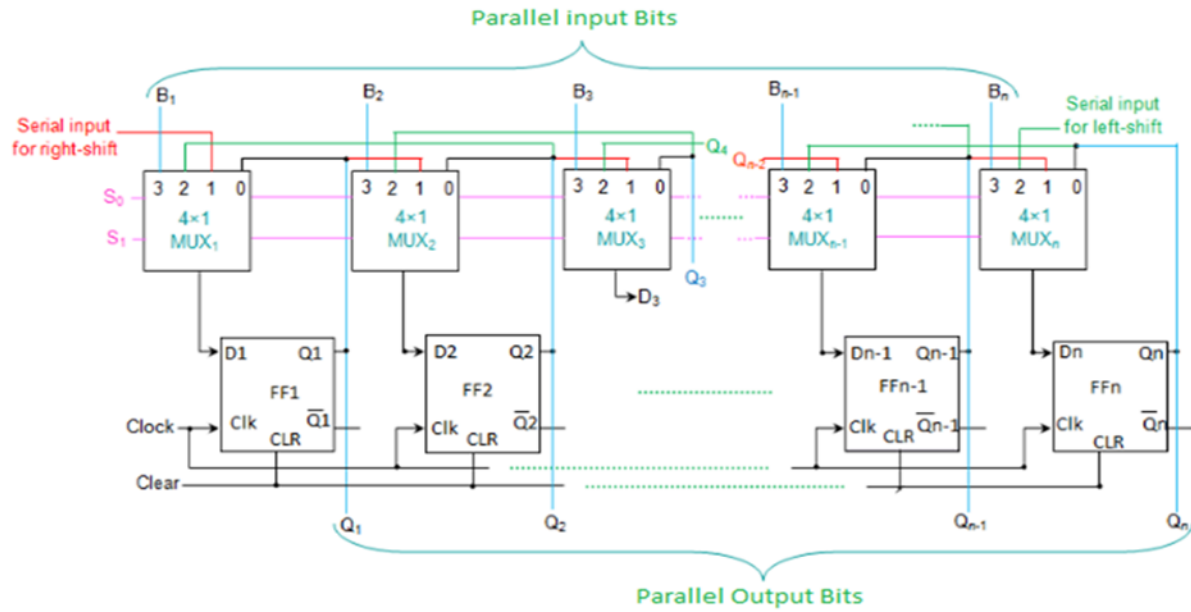 Parallel input Bits
B₁ B₂ B₃ Bₙ₋₁ Bₙ
Serial input
for right-shift
Serial input
for left-shift
Q₄ Qₙ₋₂
3 2 1 0 3 2 1 0 3 2 1 0 3 2 1 0 3 2 1 0
S₀
4×1 4×1 4×1 4×1 4×1
S₁
MUX₁ MUX₂ MUX₃ MUXₙ₋₁ MUXₙ
Q₃
D₃
D1 Q1 D2 Q2 Dn-1 Qn-1 Dn Qn
FF1 FF2 FFn-1 FFn
Clock Clk Q̅1 Clk Q̅2 Clk Q̅n-1 Clk Q̅n
CLR CLR CLR CLR
Clear
Q₁ Q₂ Qₙ₋₁ Qₙ
Parallel Output Bits